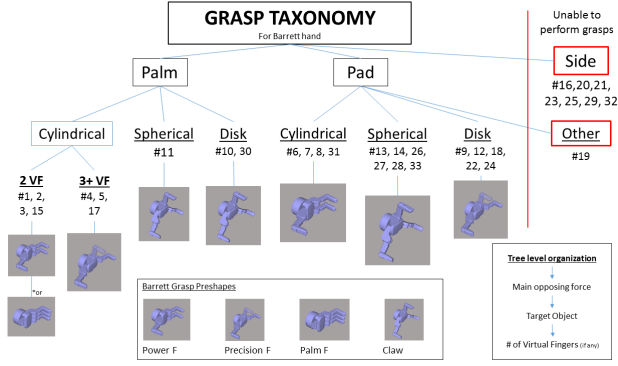 GRASP TAXONOMY
For Barrett hand
Unable to
perform grasps
Palm
Pad
Side
#16,20,21,
23, 25, 29, 32
Cylindrical
Spherical
#11
Disk
#10, 30
Cylindrical
#6, 7, 8, 31
Spherical
#13, 14, 26,
27, 28, 33
Disk
#9, 12, 18,
22, 24
Other
#19
2 VF
#1, 2,
3, 15
3+ VF
#4, 5,
17
*or
Barrett Grasp Preshapes
Power F
Precision F
Palm F
Claw
Tree level organization
Main opposing force
Target Object
# of Virtual Fingers (if any)